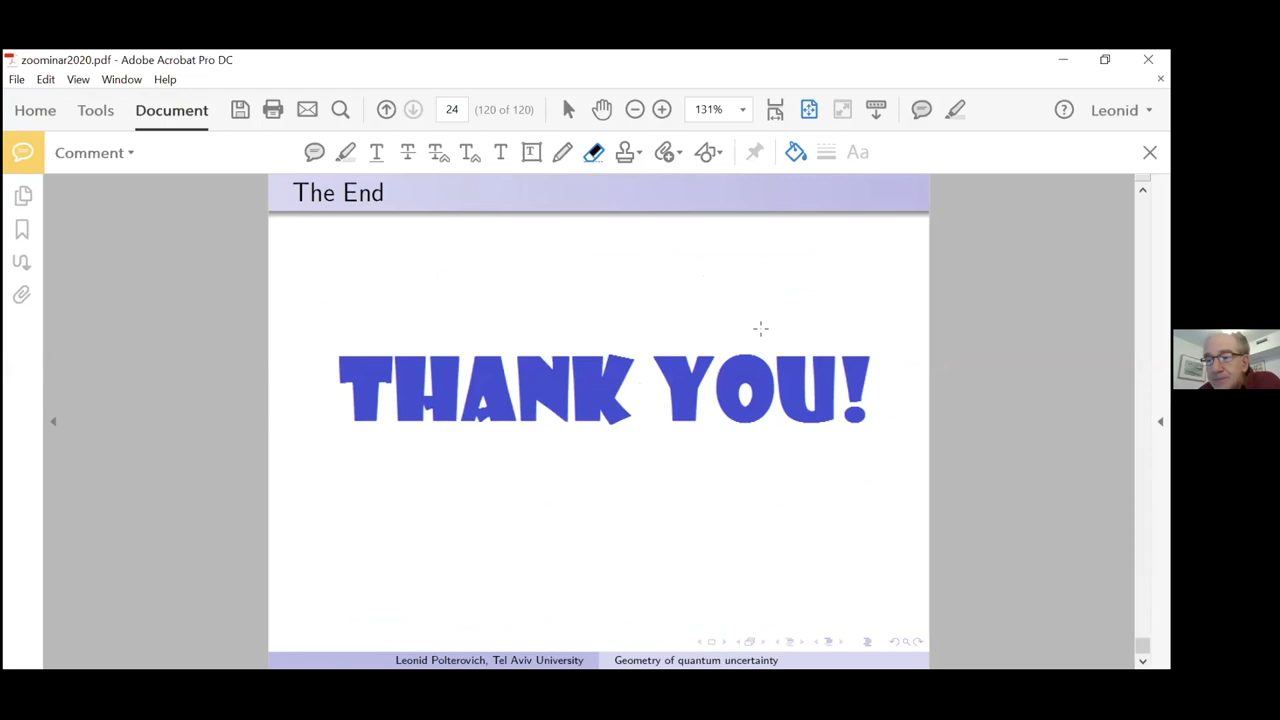 zoominar2020.pdf - Adobe Acrobat Pro DC
File Edit View Window Help
Home Tools Document 24 (120 of 120) 131% Leonid
Comment T T T T T T Aa
The End
THANK YOU!
Leonid Polterovich, Tel Aviv University Geometry of quantum uncertainty